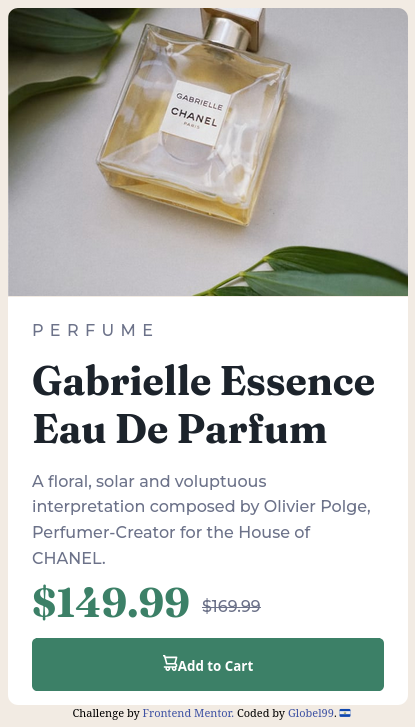 GABRIELLE
CHANEL
PARIS
PERFUME
Gabrielle Essence
Eau De Parfum
A floral, solar and voluptuous
interpretation composed by Olivier Polge,
Perfumer-Creator for the House of
CHANEL.
$149.99 $169.99
Add to Cart
Challenge by Frontend Mentor. Coded by Globel99.